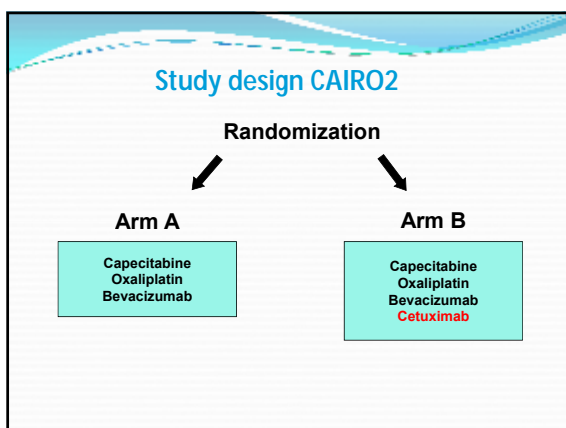 Study design CAIRO2
Randomization
Arm A
Arm B
Capecitabine
Oxaliplatin
Bevacizumab
Capecitabine
Oxaliplatin
Bevacizumab
Cetuximab